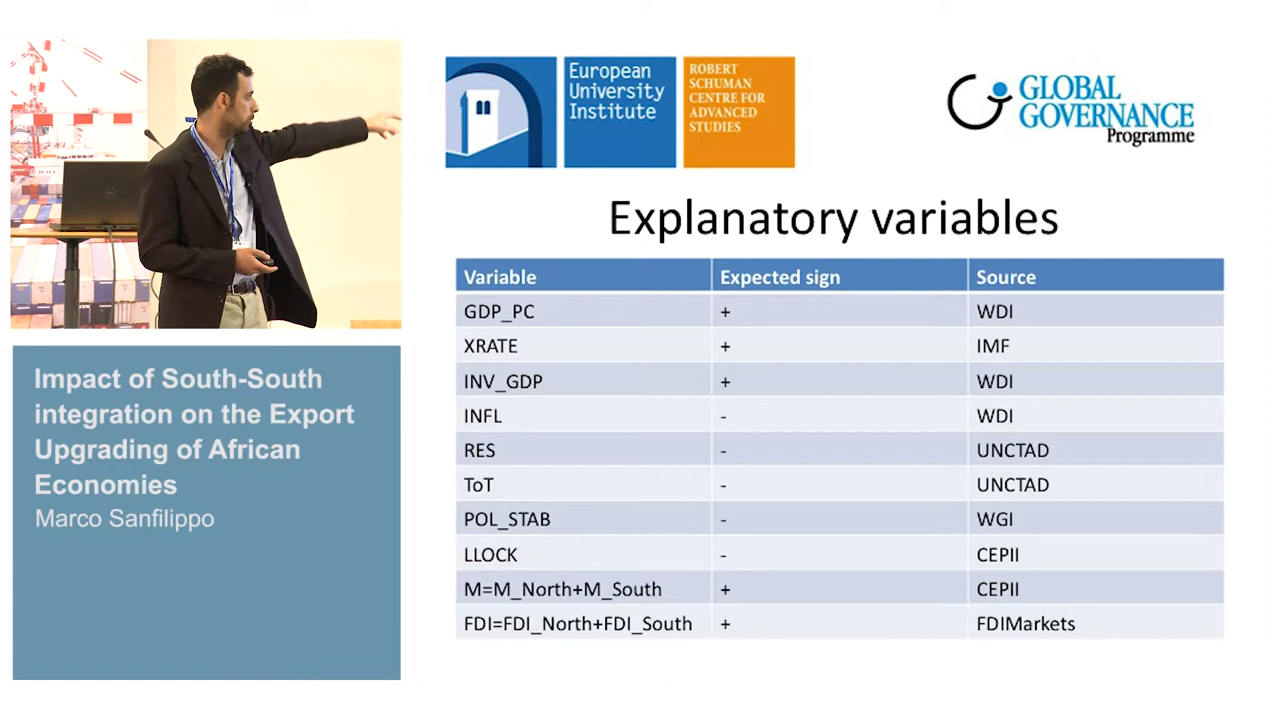 European
University
Institute
ROBERT
SCHUMAN
CENTRE FOR
ADVANCED
STUDIES
GLOBAL
GOVERNANCE
Programme
Explanatory variables
Variable Expected sign Source
GDP_PC + WDI
XRATE + IMF
INV_GDP + WDI
INFL - WDI
RES - UNCTAD
ToT - UNCTAD
POL_STAB - WGI
LLOCK - CEPII
M=M_North+M_South + CEPII
FDI=FDI_North+FDI_South + FDIMarkets
Impact of South-South
integration on the Export
Upgrading of African
Economies
Marco Sanfilippo